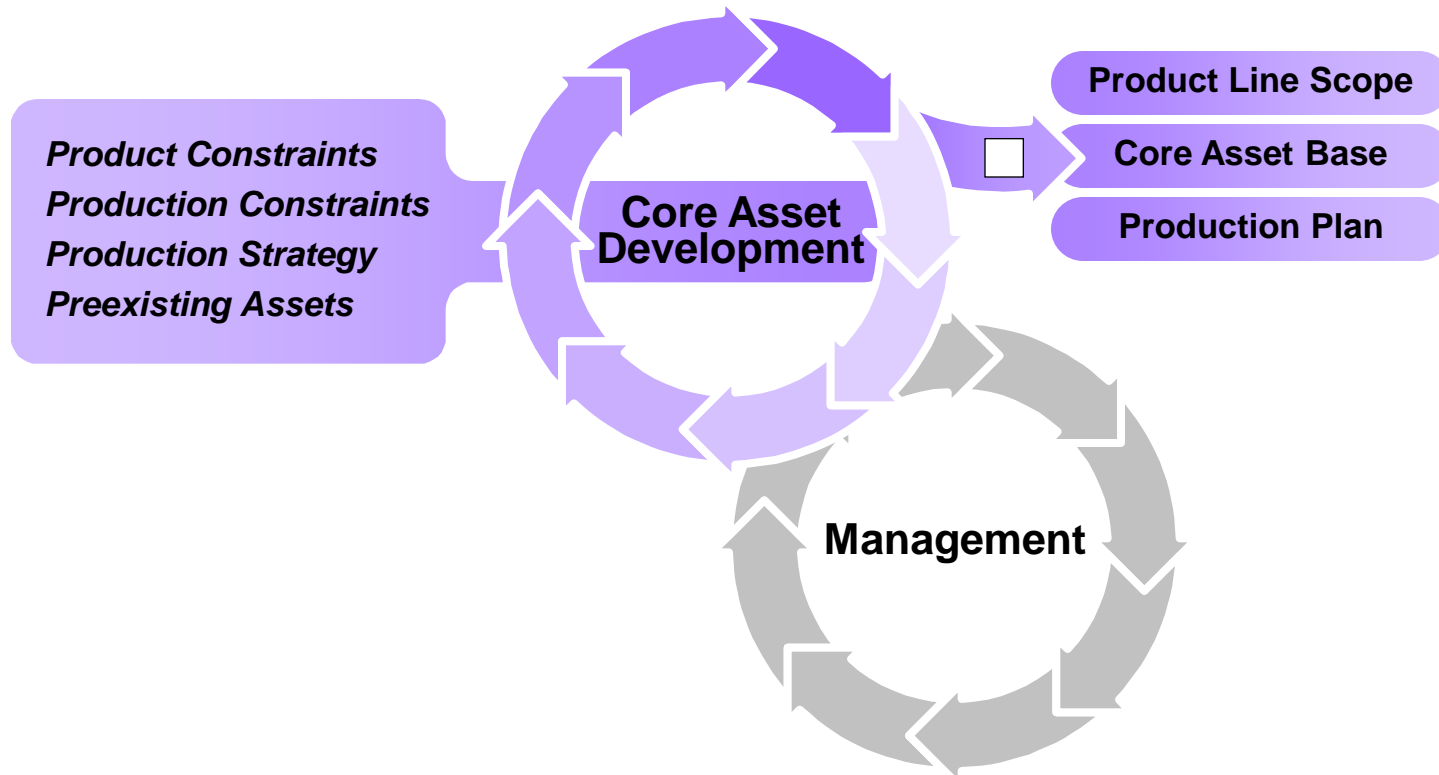 Product Constraints
Production Constraints
Production Strategy
Preexisting Assets
Core Asset
Development
Product Line Scope
Core Asset Base
Production Plan
Management